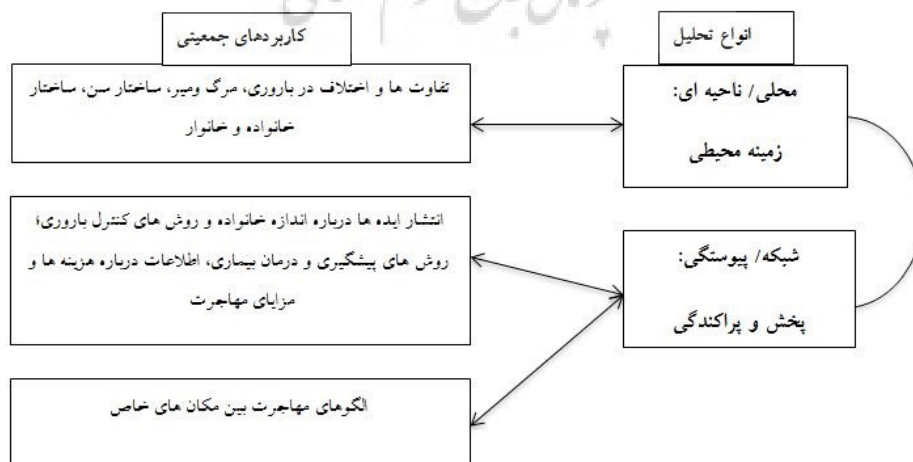 انواع تحلیل
کاربردهای جمعیتی
محلی/ ناحیه ای:
زمینه محیطی
تفاوت ها و اختلاف در باروری، مرگ ومیر، ساختار سن، ساختار
خانواده و خانوار
شبکه/ پیوستگی:
پخش و پراکندگی
انتشار ایده ها درباره اندازه خانواده و روش های کنترل باروری؛
روش های پیشگیری و درمان بیماری، اطلاعات درباره هزینه ها و
مزایای مهاجرت
الگوهای مهاجرت بین مکان های خاص